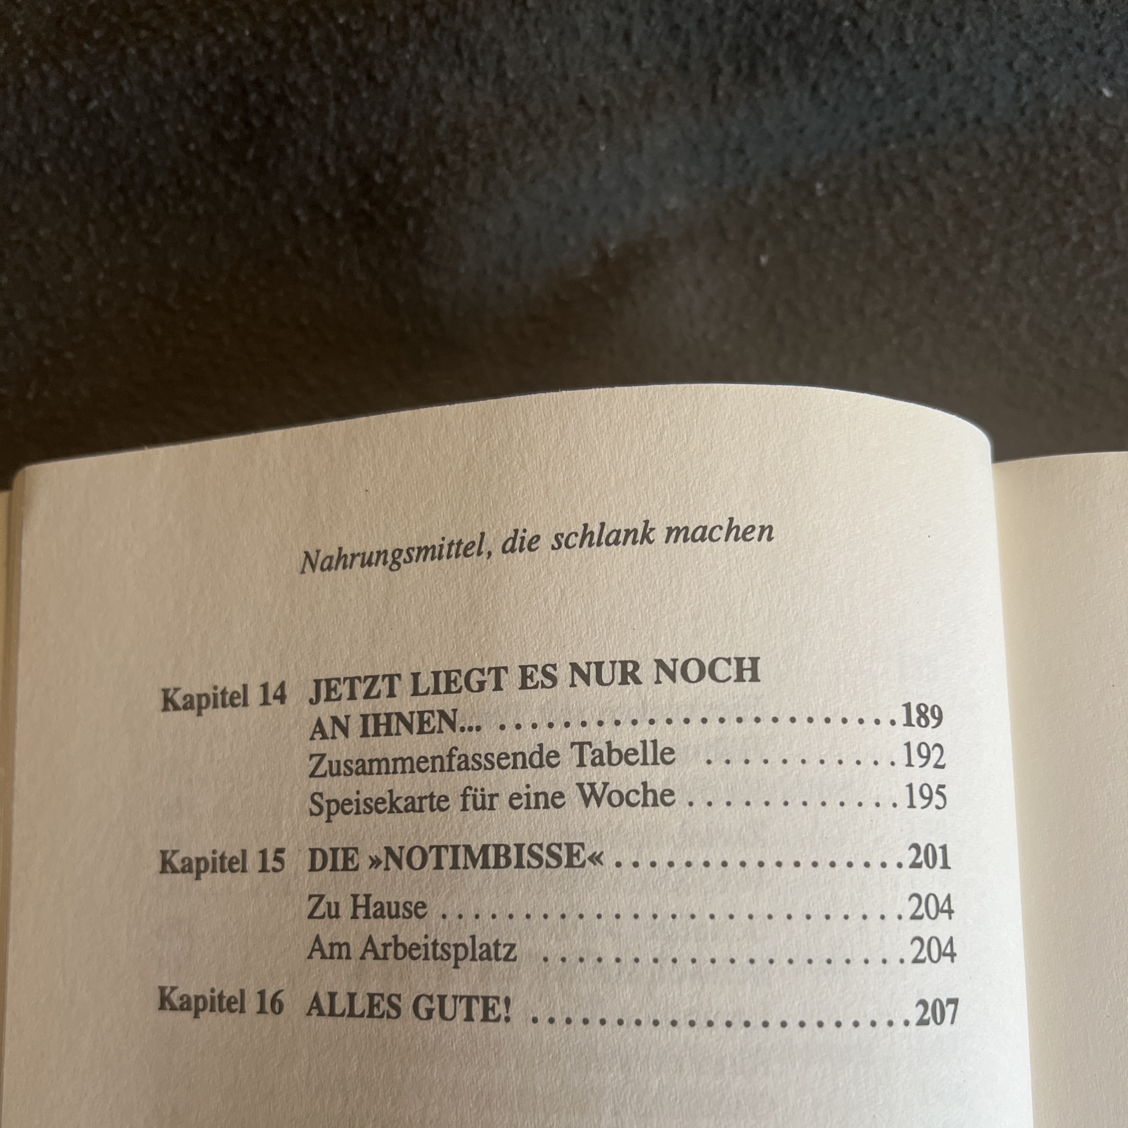 Nahrungsmittel, die schlank machen
Kapitel 14 JETZT LIEGT ES NUR NOCH
AN IHNEN... ........................189
Zusammenfassende Tabelle ...........192
Speisekarte für eine Woche ............195
Kapitel 15 DIE »NOTIMBISSE« .................201
Zu Hause ..........................204
Am Arbeitsplatz .....................204
Kapitel 16 ALLES GUTE! ......................207